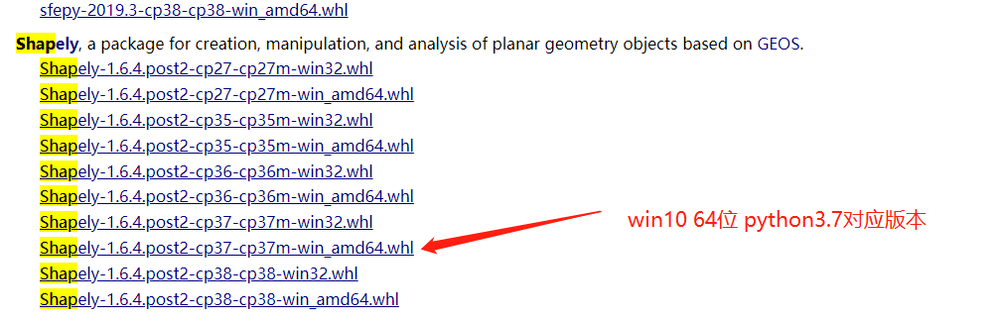 sfepy-2019.3-cp38-cp38-win_amd64.whl
Shapely, a package for creation, manipulation, and analysis of planar geometry objects based on GEOS.
Shapely-1.6.4.post2-cp27-cp27m-win32.whl
Shapely-1.6.4.post2-cp27-cp27m-win_amd64.whl
Shapely-1.6.4.post2-cp35-cp35m-win32.whl
Shapely-1.6.4.post2-cp35-cp35m-win_amd64.whl
Shapely-1.6.4.post2-cp36-cp36m-win32.whl
Shapely-1.6.4.post2-cp36-cp36m-win_amd64.whl
Shapely-1.6.4.post2-cp37-cp37m-win32.whl
Shapely-1.6.4.post2-cp37-cp37m-win_amd64.whl
win10 64位 python3.7对应版本
Shapely-1.6.4.post2-cp38-cp38-win32.whl
Shapely-1.6.4.post2-cp38-cp38-win_amd64.whl